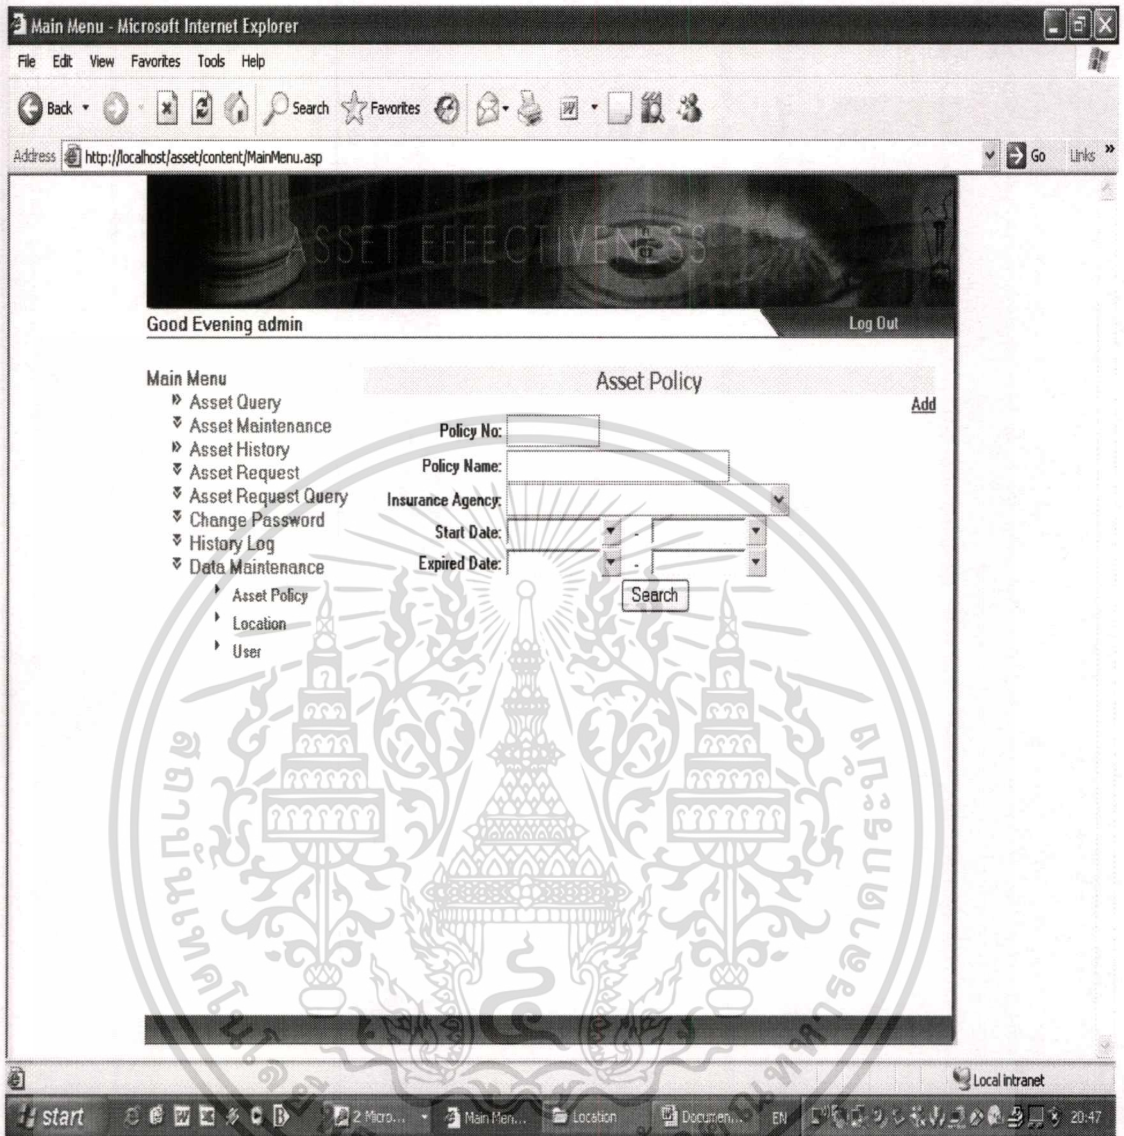 Main Menu - Microsoft Internet Explorer
File Edit View Favorites Tools Help
Back Search Favorites
Address http://localhost/asset/content/MainMenu.asp Go Links »
ASSET EFFECTIVENESS
Good Evening admin Log Out
Main Menu
Asset Query
Asset Maintenance
Asset History
Asset Request
Asset Request Query
Change Password
History Log
Data Maintenance
Asset Policy
Location
User
Asset Policy
Add
Policy No:
Policy Name:
Insurance Agency:
Start Date: -
Expired Date: -
Search
Local intranet
start 2 Micro... Main Men... Location Documen... EN 20:47